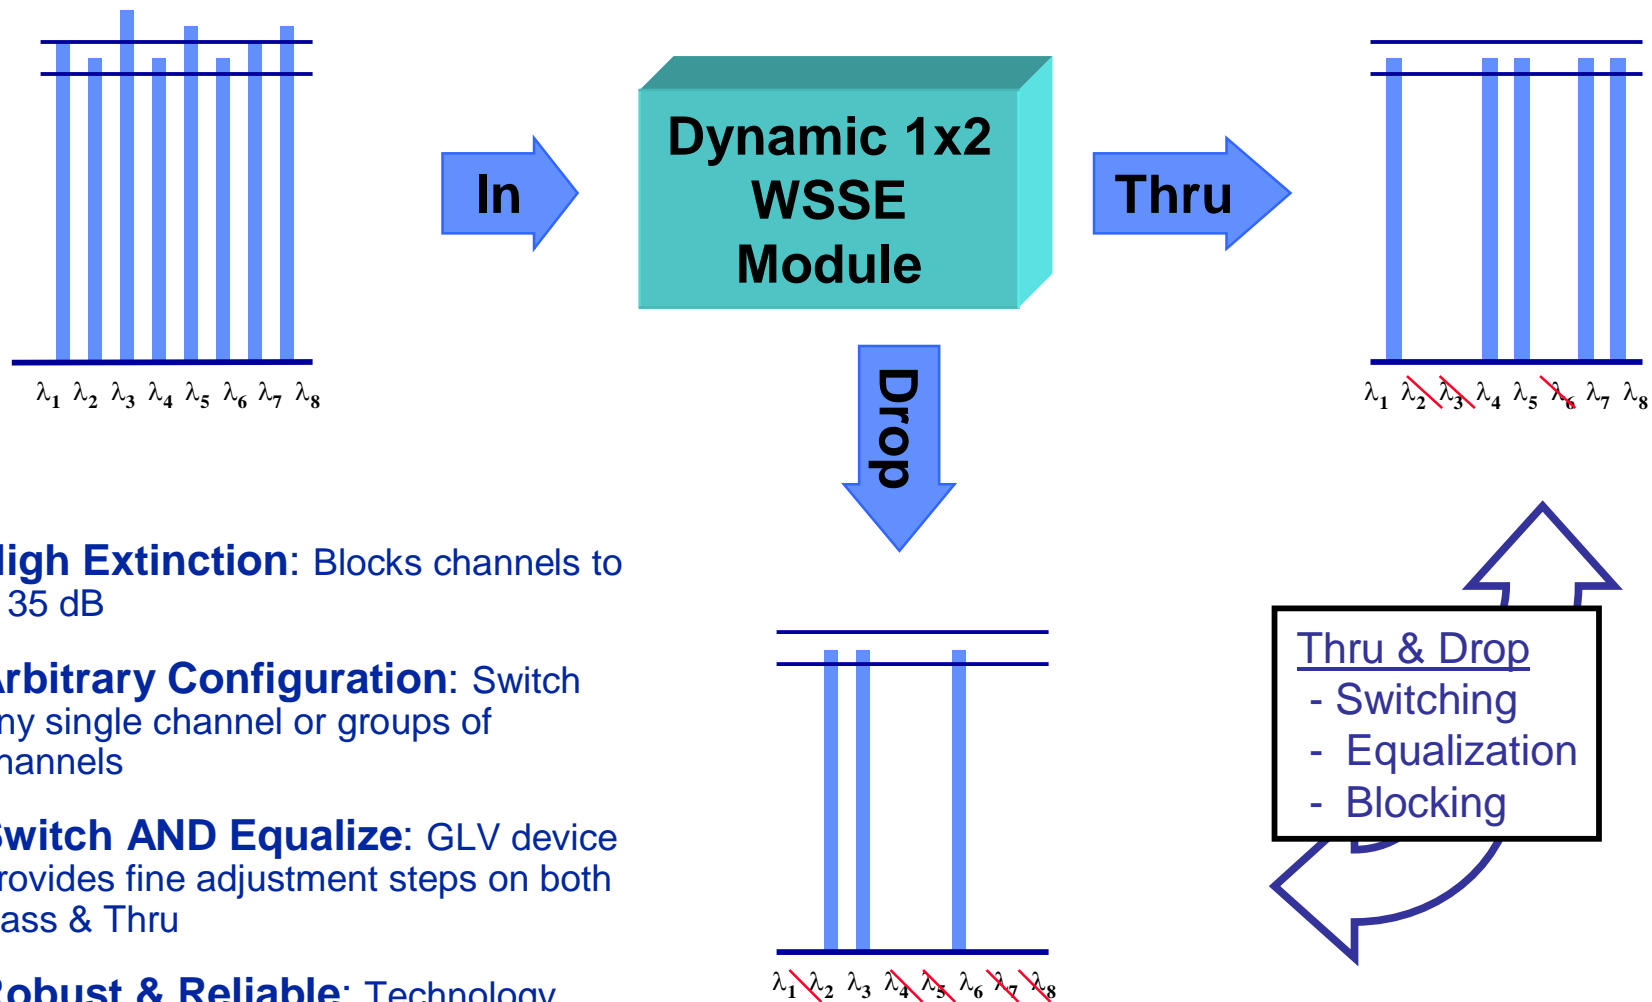 Dynamic 1x2
WSSE
Module
In
Thru
Drop
λ1 λ2 λ3 λ4 λ5 λ6 λ7 λ8
λ1 λ2 λ3 λ4 λ5 λ6 λ7 λ8
igh Extinction: Blocks channels to
35 dB
rbitrary Configuration: Switch
ny single channel or groups of
hannels
witch AND Equalize: GLV device
rovides fine adjustment steps on both
ass & Thru
obust & Reliable: Technology
Thru & Drop
- Switching
- Equalization
- Blocking
λ1 λ2 λ3 λ4 λ5 λ6 λ7 λ8